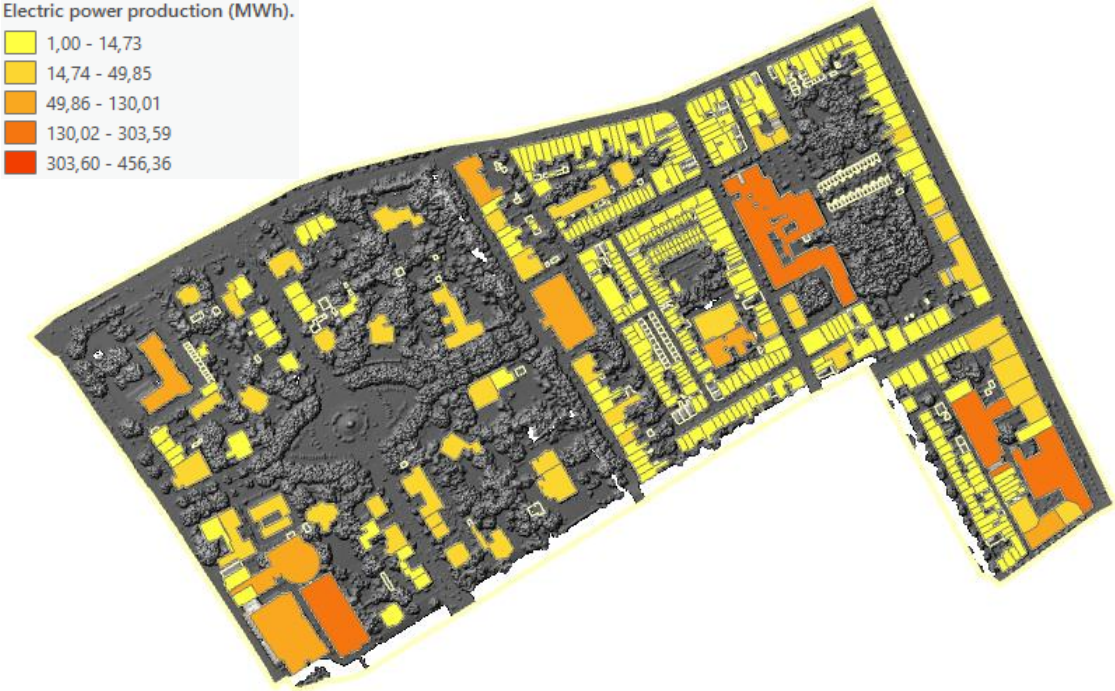 Electric power production (MWh).
1,00 - 14,73
14,74 - 49,85
49,86 - 130,01
130,02 - 303,59
303,60 - 456,36